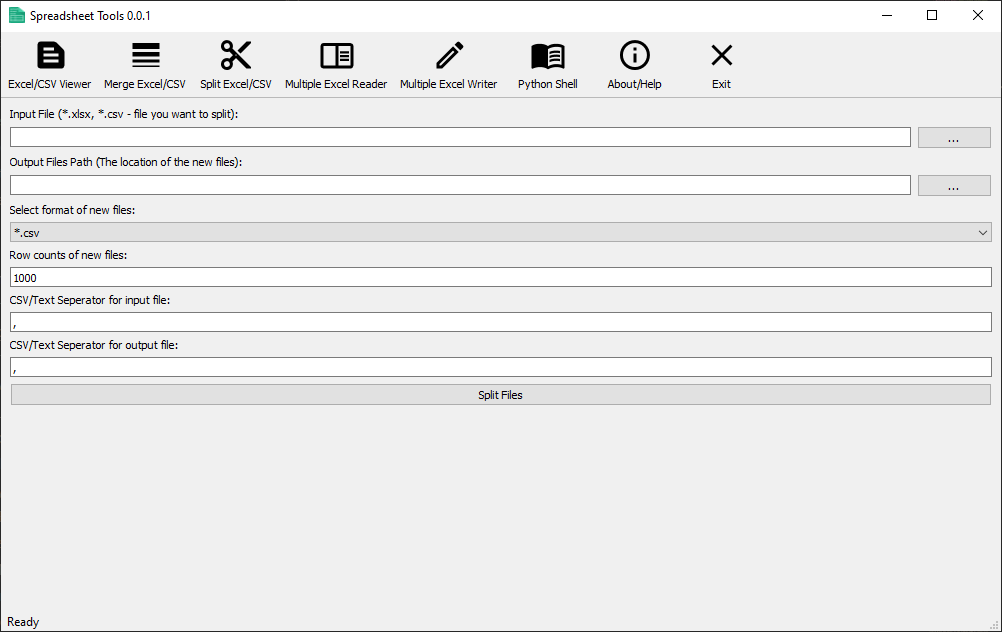 Spreadsheet Tools 0.0.1
Excel/CSV Viewer Merge Excel/CSV Split Excel/CSV Multiple Excel Reader Multiple Excel Writer Python Shell About/Help Exit
Input File (*.xlsx, *.csv - file you want to split):
...
Output Files Path (The location of the new files):
...
Select format of new files:
*.csv
Row counts of new files:
1000
CSV/Text Seperator for input file:
,
CSV/Text Seperator for output file:
,
Split Files
Ready